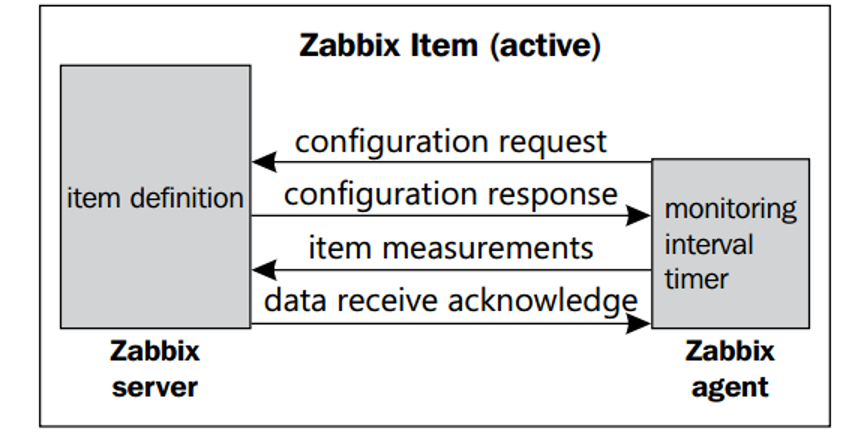 Zabbix Item (active)
configuration request
item definition
configuration response
monitoring
interval
timer
item measurements
data receive acknowledge
Zabbix
server
Zabbix
agent